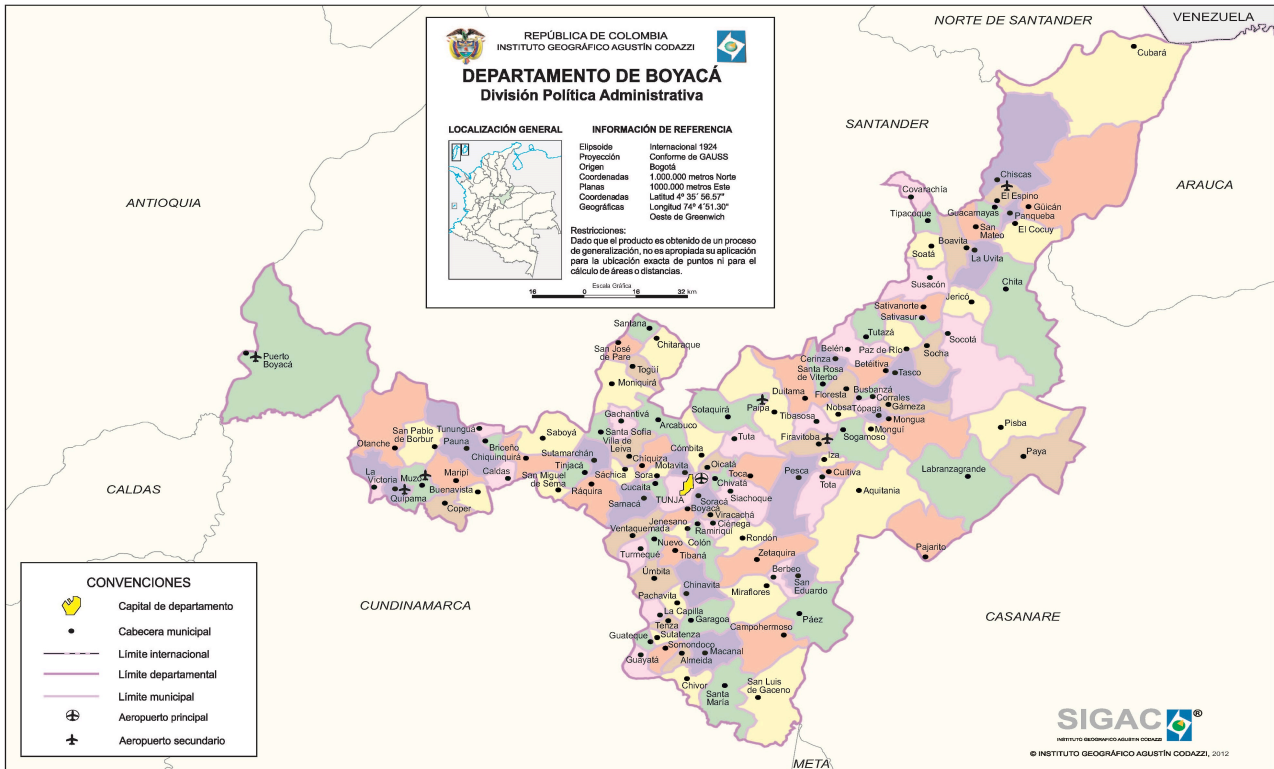 NORTE DE SANTANDER
VENEZUELA
REPÚBLICA DE COLOMBIA
INSTITUTO GEOGRÁFICO AGUSTÍN CODAZZI
DEPARTAMENTO DE BOYACÁ
División Política Administrativa
LOCALIZACIÓN GENERAL
INFORMACIÓN DE REFERENCIA
Elipsoide Internacional 1924
Proyección Conforme de GAUSS
Origen Bogotá
Coordenadas 1.000.000 metros Norte
Planas 1000.000 metros Este
Coordenadas Latitud 4º 35´ 56.57"
Geográficas Longitud 74º 4´51.30"
Oeste de Greenwich
Restricciones:
Dado que el producto es obtenido de un proceso
de generalización, no es apropiada su aplicación
para la ubicación exacta de puntos ni para el
cálculo de áreas o distancias.
Escala Gráfica
16 0 16 32 km
SANTANDER
ARAUCA
ANTIOQUIA
CALDAS
CUNDINAMARCA
CASANARE
META
Cubará
Chiscas
El Espino
Covarachía
Güicán
Guacamayas
Panqueba
Tipacoque
San
Mateo
El Cocuy
Boavita
Soatá
La Uvita
Susacón
Chita
Jericó
Sativanorte
Sativasur
Tutazá
Socotá
Belén
Paz de Río
Socha
Cerinza
Betéitiva
Santa Rosa
de Viterbo
Tasco
Santana
Chitaraque
San José
de Pare
Togüí
Moniquirá
Puerto
Boyacá
Duitama
Floresta
Busbanzá
Corrales
Paipa
Tibasosa
Nobsa
Tópaga
Gámeza
Mongua
Monguí
Sotaquirá
Gachantivá
Arcabuco
Santa Sofía
Villa de
Leiva
Tuta
Firavitoba
Sogamoso
Pisba
Paya
Labranzagrande
San Pablo
de Borbur
Tunungua
Saboyá
Otanche
Pauna
Briceño
Chiquinquirá
Sutamarchán
Chíquiza
Cómbita
Motavita
Oicatá
Iza
Tinjacá
Sáchica
Sora
Toca
Chivatá
Pesca
Cuítiva
Tota
Aquitania
La
Victoria
Muzo
Maripí
Caldas
San Miguel
de Sema
Ráquira
Cucaita
TUNJA
Siachoque
Quipama
Buenavista
Coper
Samacá
Soracá
Boyacá
Viracachá
Ciénega
Jenesano
Ramiriquí
Ventaquemada
Nuevo
Colón
Rondón
Turmequé
Tibaná
Zetaquira
Pajarito
Úmbita
Chinavita
Berbeo
San
Eduardo
Pachavita
Miraflores
La Capilla
Garagoa
Páez
Tenza
Guateque
Sutatenza
Campohermoso
Somondoco
Guayatá
Almeida
Macanal
Chivor
Santa
María
San Luis
de Gaceno
CONVENCIONES
Capital de departamento
Cabecera municipal
Límite internacional
Límite departamental
Límite municipal
Aeropuerto principal
Aeropuerto secundario
SIGAC ®
INSTITUTO GEOGRAFICO AGUSTIN CODAZZI
© INSTITUTO GEOGRÁFICO AGUSTÍN CODAZZI, 2012